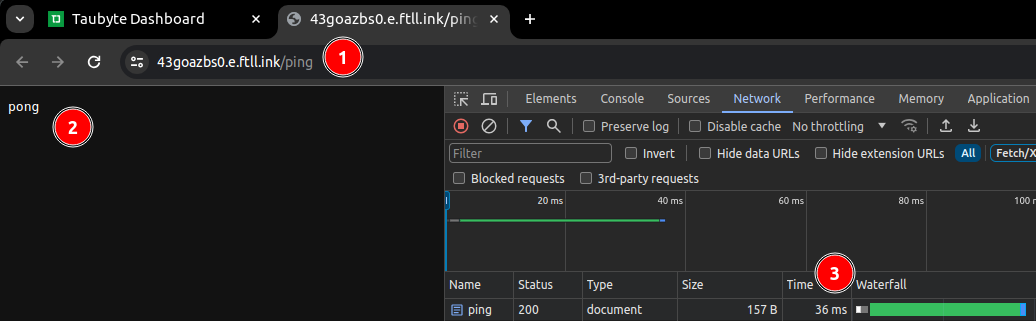 Taubyte Dashboard
43goazbs0.e.ftll.ink/ping
43goazbs0.e.ftll.ink/ping
1
pong
2
Elements Console Sources Network Performance Memory Application
Preserve log Disable cache No throttling
Filter Invert Hide data URLs Hide extension URLs All Fetch/X
Blocked requests 3rd-party requests
20 ms 40 ms 60 ms 80 ms 100 m
3
Name Status Type Size Time Waterfall
ping 200 document 157 B 36 ms